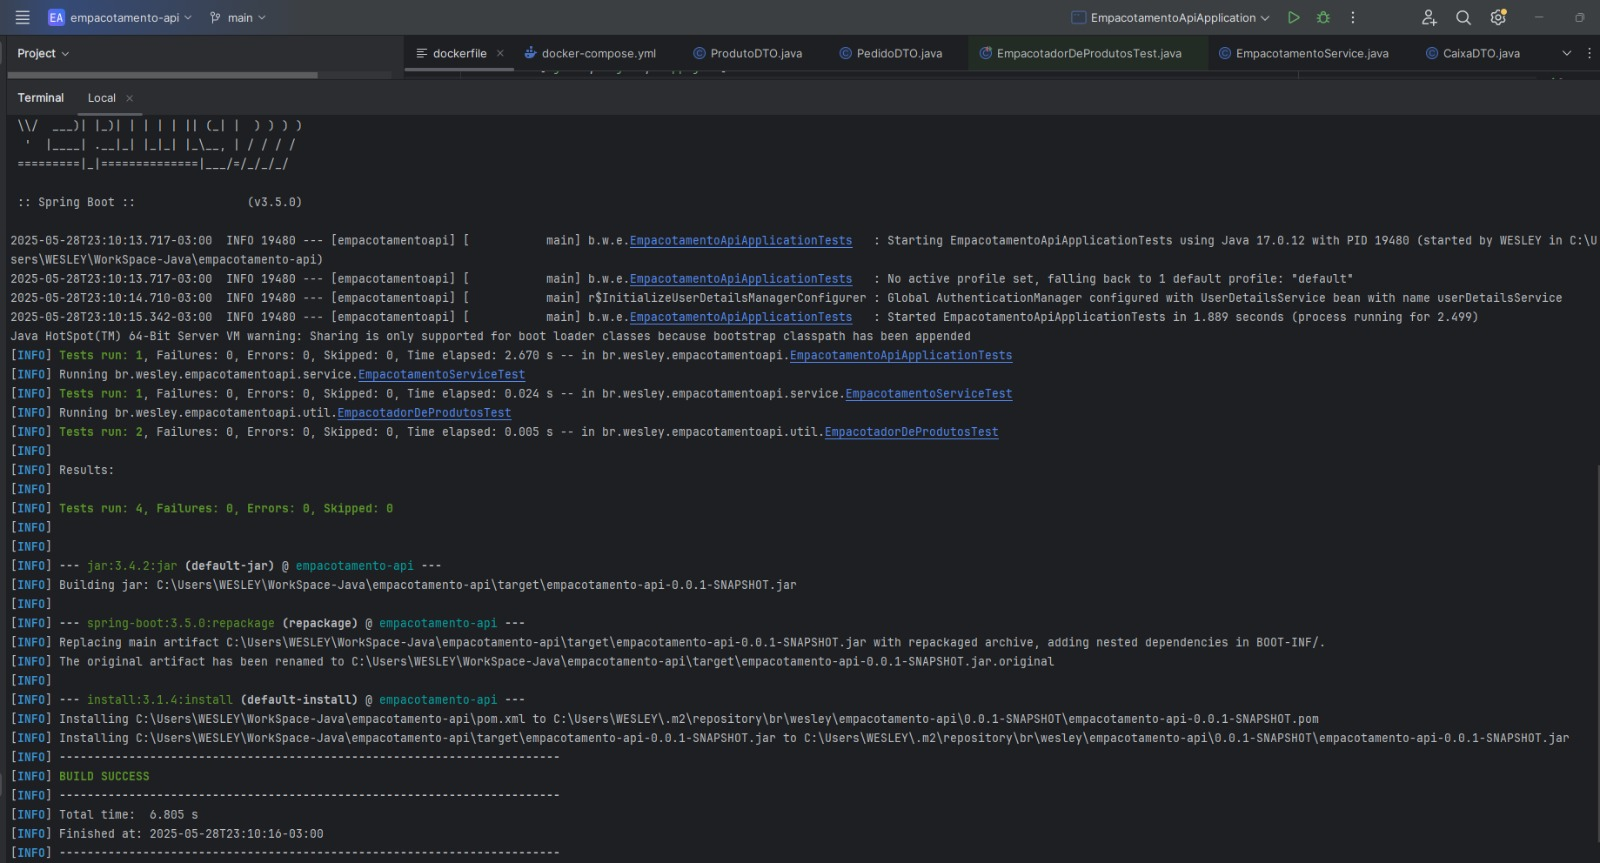 EA empacotamento-api main EmpacotamentoApiApplication
Project dockerfile docker-compose.yml ProdutoDTO.java PedidoDTO.java EmpacotadorDeProdutosTest.java EmpacotamentoService.java CaixaDTO.java
Terminal Local
\\/  ___)| |_)| | | | | || (_| |  ) ) ) )
'  |____| .__|_| |_|_| |_\__, | / / / /
=========|_|==============|___/=/_/_/_/
:: Spring Boot ::                (v3.5.0)
2025-05-28T23:10:13.717-03:00  INFO 19480 --- [empacotamentoapi] [           main] b.w.e.EmpacotamentoApiApplicationTests   : Starting EmpacotamentoApiApplicationTests using Java 17.0.12 with PID 19480 (started by WESLEY in C:\U
sers\WESLEY\WorkSpace-Java\empacotamento-api)
2025-05-28T23:10:13.717-03:00  INFO 19480 --- [empacotamentoapi] [           main] b.w.e.EmpacotamentoApiApplicationTests   : No active profile set, falling back to 1 default profile: "default"
2025-05-28T23:10:14.710-03:00  INFO 19480 --- [empacotamentoapi] [           main] r$InitializeUserDetailsManagerConfigurer : Global AuthenticationManager configured with UserDetailsService bean with name userDetailsService
2025-05-28T23:10:15.342-03:00  INFO 19480 --- [empacotamentoapi] [           main] b.w.e.EmpacotamentoApiApplicationTests   : Started EmpacotamentoApiApplicationTests in 1.889 seconds (process running for 2.499)
Java HotSpot(TM) 64-Bit Server VM warning: Sharing is only supported for boot loader classes because bootstrap classpath has been appended
[INFO] Tests run: 1, Failures: 0, Errors: 0, Skipped: 0, Time elapsed: 2.670 s -- in br.wesley.empacotamentoapi.EmpacotamentoApiApplicationTests
[INFO] Running br.wesley.empacotamentoapi.service.EmpacotamentoServiceTest
[INFO] Tests run: 1, Failures: 0, Errors: 0, Skipped: 0, Time elapsed: 0.024 s -- in br.wesley.empacotamentoapi.service.EmpacotamentoServiceTest
[INFO] Running br.wesley.empacotamentoapi.util.EmpacotadorDeProdutosTest
[INFO] Tests run: 2, Failures: 0, Errors: 0, Skipped: 0, Time elapsed: 0.005 s -- in br.wesley.empacotamentoapi.util.EmpacotadorDeProdutosTest
[INFO]
[INFO] Results:
[INFO]
[INFO] Tests run: 4, Failures: 0, Errors: 0, Skipped: 0
[INFO]
[INFO]
[INFO] --- jar:3.4.2:jar (default-jar) @ empacotamento-api ---
[INFO] Building jar: C:\Users\WESLEY\WorkSpace-Java\empacotamento-api\target\empacotamento-api-0.0.1-SNAPSHOT.jar
[INFO]
[INFO] --- spring-boot:3.5.0:repackage (repackage) @ empacotamento-api ---
[INFO] Replacing main artifact C:\Users\WESLEY\WorkSpace-Java\empacotamento-api\target\empacotamento-api-0.0.1-SNAPSHOT.jar with repackaged archive, adding nested dependencies in BOOT-INF/.
[INFO] The original artifact has been renamed to C:\Users\WESLEY\WorkSpace-Java\empacotamento-api\target\empacotamento-api-0.0.1-SNAPSHOT.jar.original
[INFO]
[INFO] --- install:3.1.4:install (default-install) @ empacotamento-api ---
[INFO] Installing C:\Users\WESLEY\WorkSpace-Java\empacotamento-api\pom.xml to C:\Users\WESLEY\.m2\repository\br\wesley\empacotamento-api\0.0.1-SNAPSHOT\empacotamento-api-0.0.1-SNAPSHOT.pom
[INFO] Installing C:\Users\WESLEY\WorkSpace-Java\empacotamento-api\target\empacotamento-api-0.0.1-SNAPSHOT.jar to C:\Users\WESLEY\.m2\repository\br\wesley\empacotamento-api\0.0.1-SNAPSHOT\empacotamento-api-0.0.1-SNAPSHOT.jar
[INFO] ------------------------------------------------------------------------
[INFO] BUILD SUCCESS
[INFO] ------------------------------------------------------------------------
[INFO] Total time:  6.805 s
[INFO] Finished at: 2025-05-28T23:10:16-03:00
[INFO] ------------------------------------------------------------------------